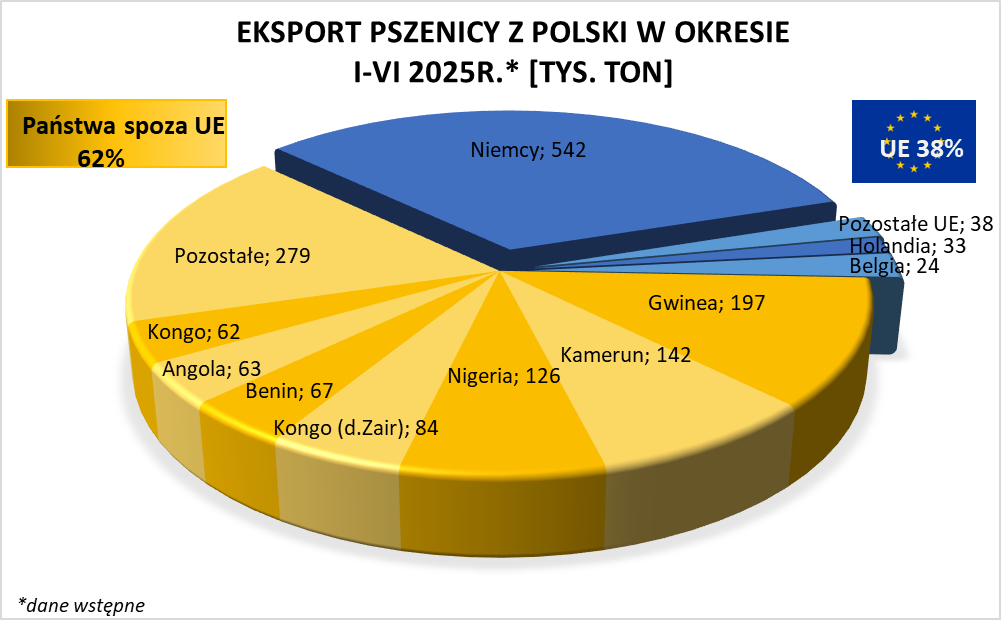 EKSPORT PSZENICY Z POLSKI W OKRESIE
I-VI 2025R.* [TYS. TON]
Państwa spoza UE
62%
UE 38%
Niemcy; 542
Pozostałe UE; 38
Holandia; 33
Belgia; 24
Pozostałe; 279
Gwinea; 197
Kongo; 62
Kamerun; 142
Angola; 63
Nigeria; 126
Benin; 67
Kongo (d.Zair); 84
*dane wstępne